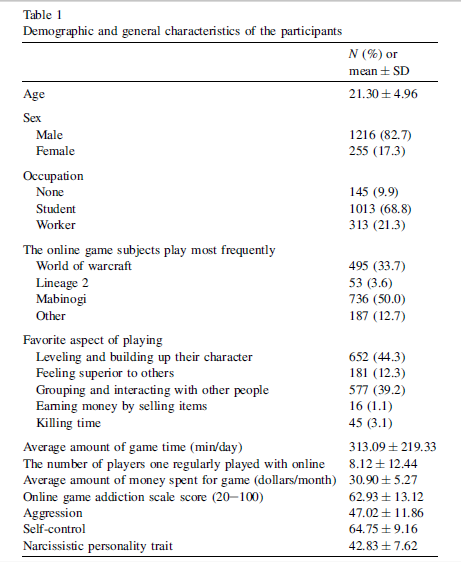 Table 1
Demographic and general characteristics of the participants
N (%) or
mean ± SD
Age 21.30 ± 4.96
Sex
Male 1216 (82.7)
Female 255 (17.3)
Occupation
None 145 (9.9)
Student 1013 (68.8)
Worker 313 (21.3)
The online game subjects play most frequently
World of warcraft 495 (33.7)
Lineage 2 53 (3.6)
Mabinogi 736 (50.0)
Other 187 (12.7)
Favorite aspect of playing
Leveling and building up their character 652 (44.3)
Feeling superior to others 181 (12.3)
Grouping and interacting with other people 577 (39.2)
Earning money by selling items 16 (1.1)
Killing time 45 (3.1)
Average amount of game time (min/day) 313.09 ± 219.33
The number of players one regularly played with online 8.12 ± 12.44
Average amount of money spent for game (dollars/month) 30.90 ± 5.27
Online game addiction scale score (20–100) 62.93 ± 13.12
Aggression 47.02 ± 11.86
Self-control 64.75 ± 9.16
Narcissistic personality trait 42.83 ± 7.62